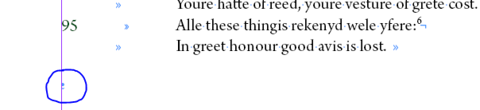 Youre hatte of reed, youre vesture of grete cost.
95 Alle these thingis rekenyd wele yfere:⁶
In greet honour good avis is lost.